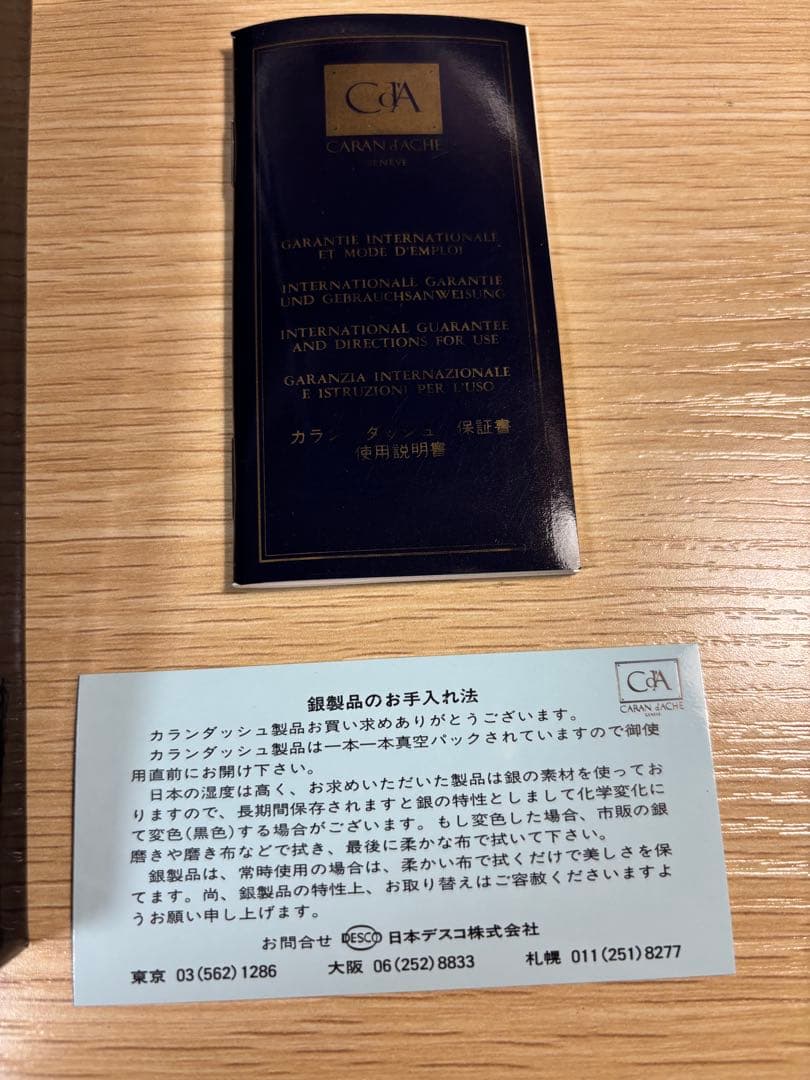 CdA
CARAN d'ACHE
GENEVE
GARANTIE INTERNATIONALE
ET MODE D'EMPLOI
INTERNATIONALE GARANTIE
UND GEBRAUCHSANWEISUNG
INTERNATIONAL GUARANTEE
AND DIRECTIONS FOR USE
GARANZIA INTERNAZIONALE
E ISTRUZIONI PER L'USO
カラン ダッシュ 保証書
使用説明書
CdA
CARAN d'ACHE
GENEVE
銀製品のお手入れ法
カランダッシュ製品お買い求めありがとうございます。
カランダッシュ製品は一本一本真空パックされていますので御使
用直前にお開け下さい。
日本の湿度は高く、お求めいただいた製品は銀の素材を使ってお
りますので、長期間保存されますと銀の特性としまして化学変化に
て変色(黒色)する場合がございます。もし変色した場合、市販の銀
磨きや磨き布などで拭き、最後に柔かな布で拭いて下さい。
銀製品は、常時使用の場合は、柔かい布で拭くだけで美しさを保
てます。尚、銀製品の特性上、お取り替えはご容赦くださいますよ
うお願い申し上げます。
お問合せ DESCO 日本デスコ株式会社
東京 03(562)1286 大阪 06(252)8833 札幌 011(251)8277